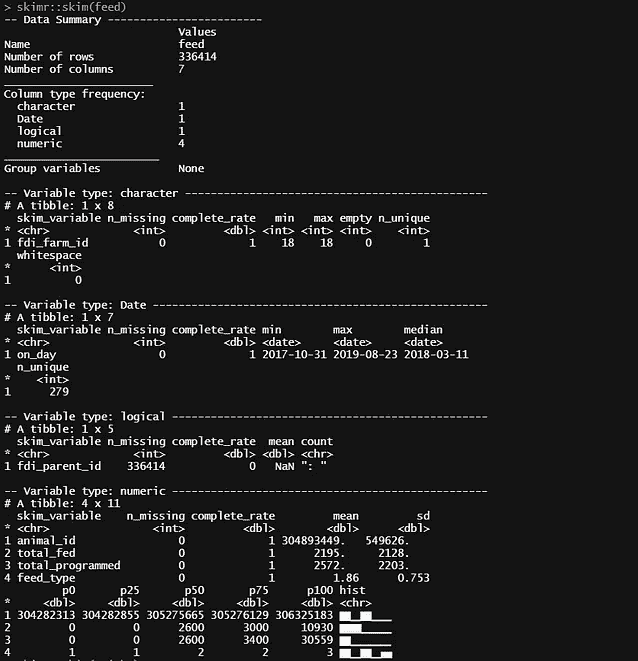 > skimr::skim(feed)
-- Data Summary ------------------------
                           Values
Name                       feed
Number of rows             336414
Number of columns          7
_______________________
Column type frequency:
  character                1
  Date                     1
  logical                  1
  numeric                  4
________________________
Group variables            None

-- Variable type: character ------------------------------------------------
# A tibble: 1 x 8
  skim_variable n_missing complete_rate   min   max empty n_unique
* <chr>             <int>         <dbl> <int> <int> <int>    <int>
1 fdi_farm_id           0             1    18    18     0        1
  whitespace
*      <int>
1          0

-- Variable type: Date ------------------------------------------------------
# A tibble: 1 x 7
  skim_variable n_missing complete_rate min        max        median
* <chr>             <int>         <dbl> <date>     <date>     <date>
1 on_day                0             1 2017-10-31 2019-08-23 2018-03-11
  n_unique
*    <int>
1      279

-- Variable type: logical ---------------------------------------------------
# A tibble: 1 x 5
  skim_variable n_missing complete_rate  mean count
* <chr>             <int>         <dbl> <dbl> <chr>
1 fdi_parent_id    336414             0   NaN ": "

-- Variable type: numeric ---------------------------------------------------
# A tibble: 4 x 11
  skim_variable    n_missing complete_rate         mean         sd
* <chr>                <int>         <dbl>        <dbl>      <dbl>
1 animal_id                0             1 304893449.   549626.
2 total_fed                0             1      2195.     2128.
3 total_programmed         0             1      2572.     2203.
4 feed_type                0             1         1.86      0.753
         p0       p25       p50       p75      p100 hist
*     <dbl>     <dbl>     <dbl>     <dbl>     <dbl> <chr>
1 304282313 304282855 305275665 305276129 306325183
2         0         0      2600      3000     10930
3         0         0      2600      3400     30559
4         1         1         2         2         3